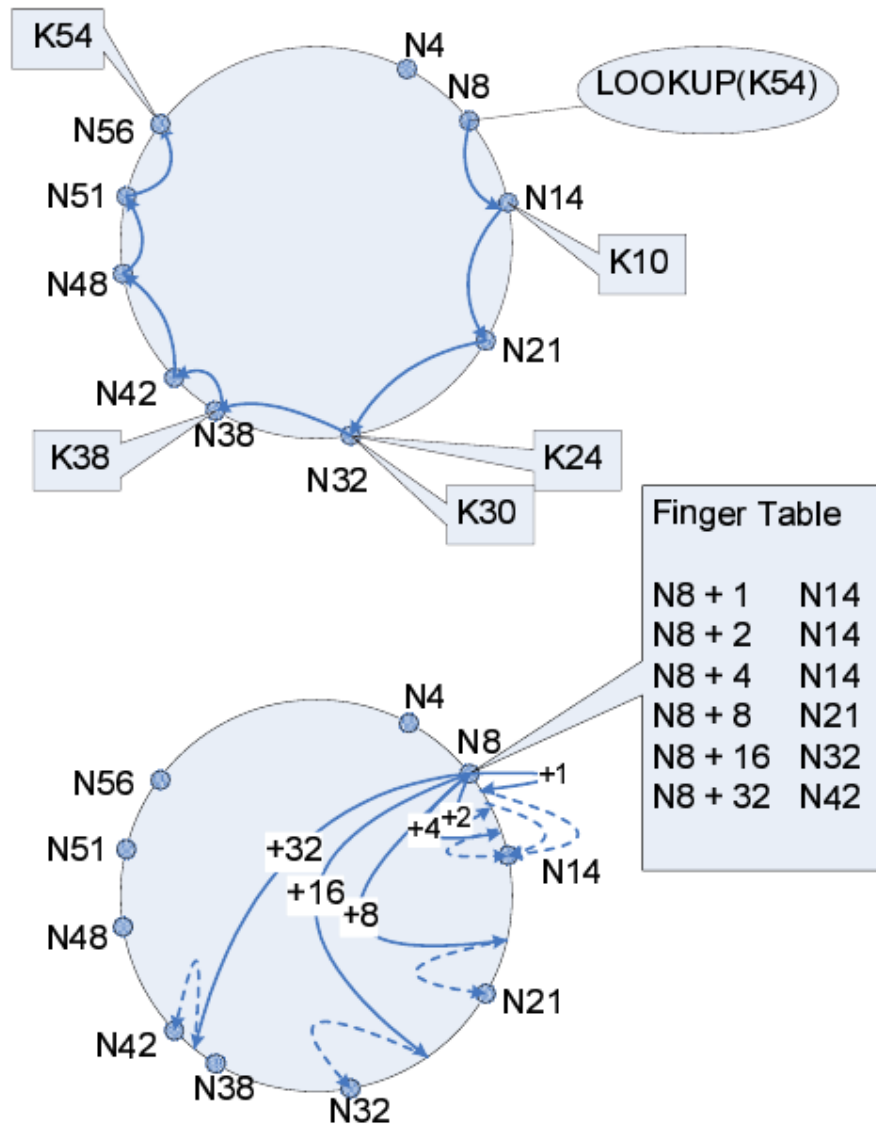 K54
N4
N8
LOOKUP(K54)
N56
N51
N14
K10
N48
N21
N42
N38
K38
N32
K24
K30
Finger Table
N8 + 1 N14
N8 + 2 N14
N8 + 4 N14
N8 + 8 N21
N8 + 16 N32
N8 + 32 N42
N4
N8
+1
N56
+2
+4
+32
N51
N14
+16
+8
N48
N21
N42
N38
N32